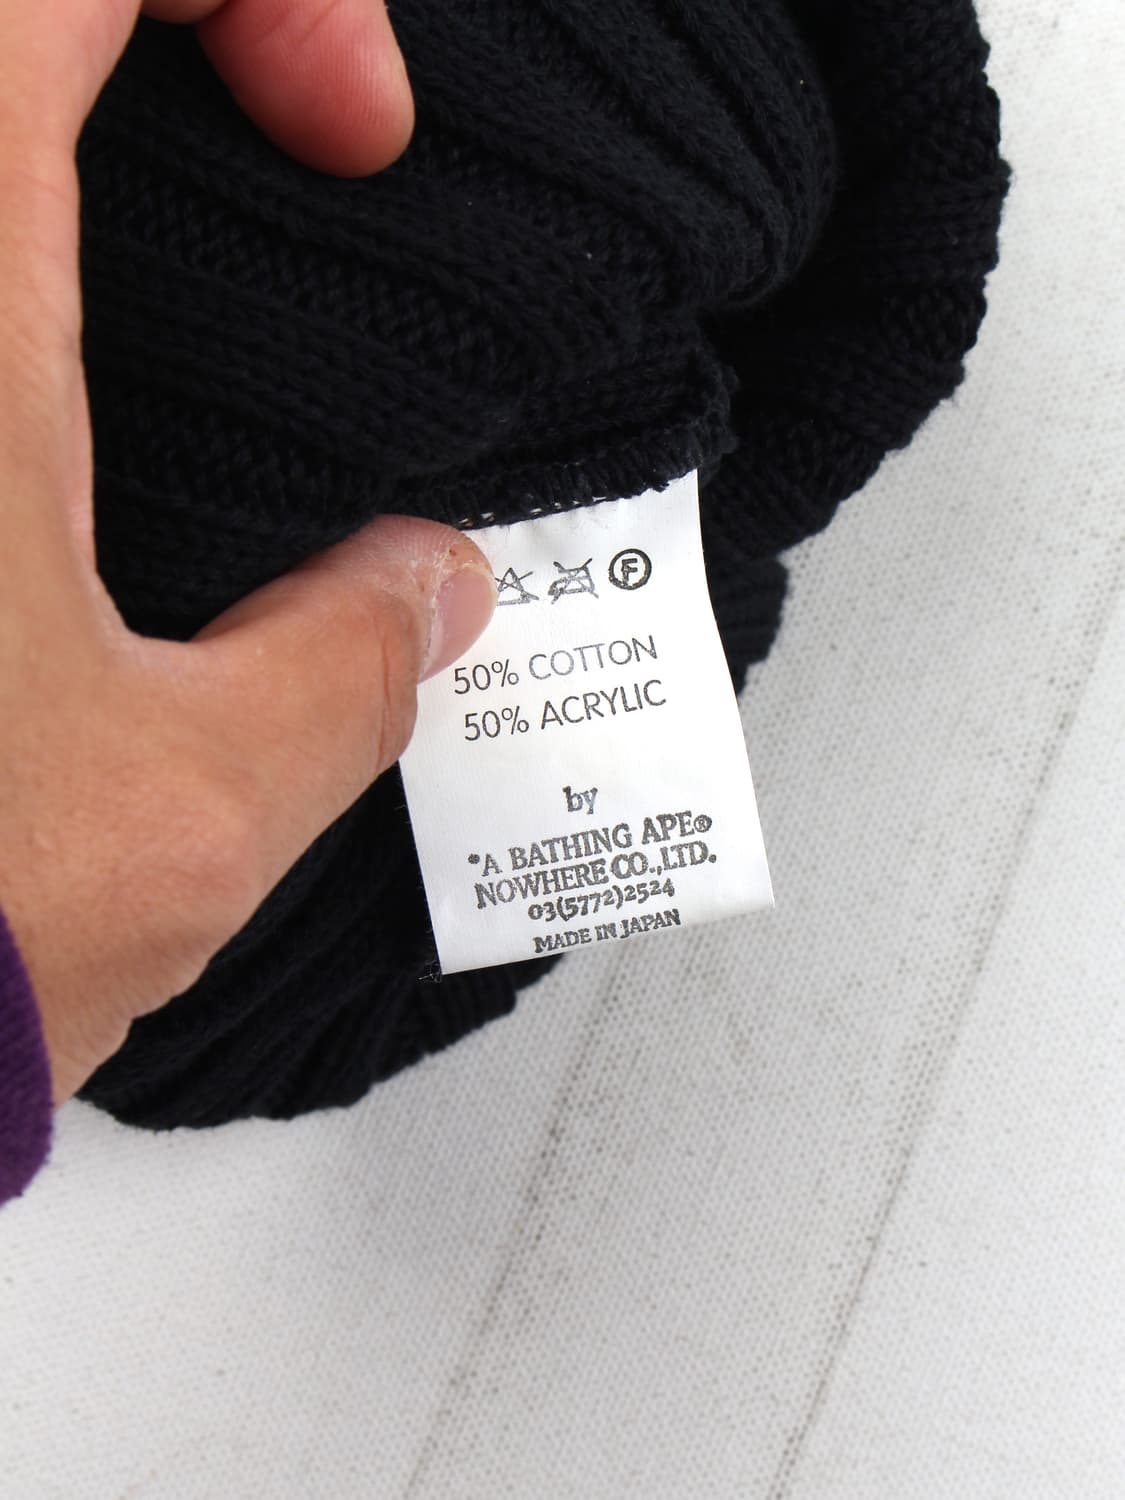 F
50% COTTON
50% ACRYLIC
by
*A BATHING APE®
NOWHERE CO.,LTD.
03(5772)2524
MADE IN JAPAN